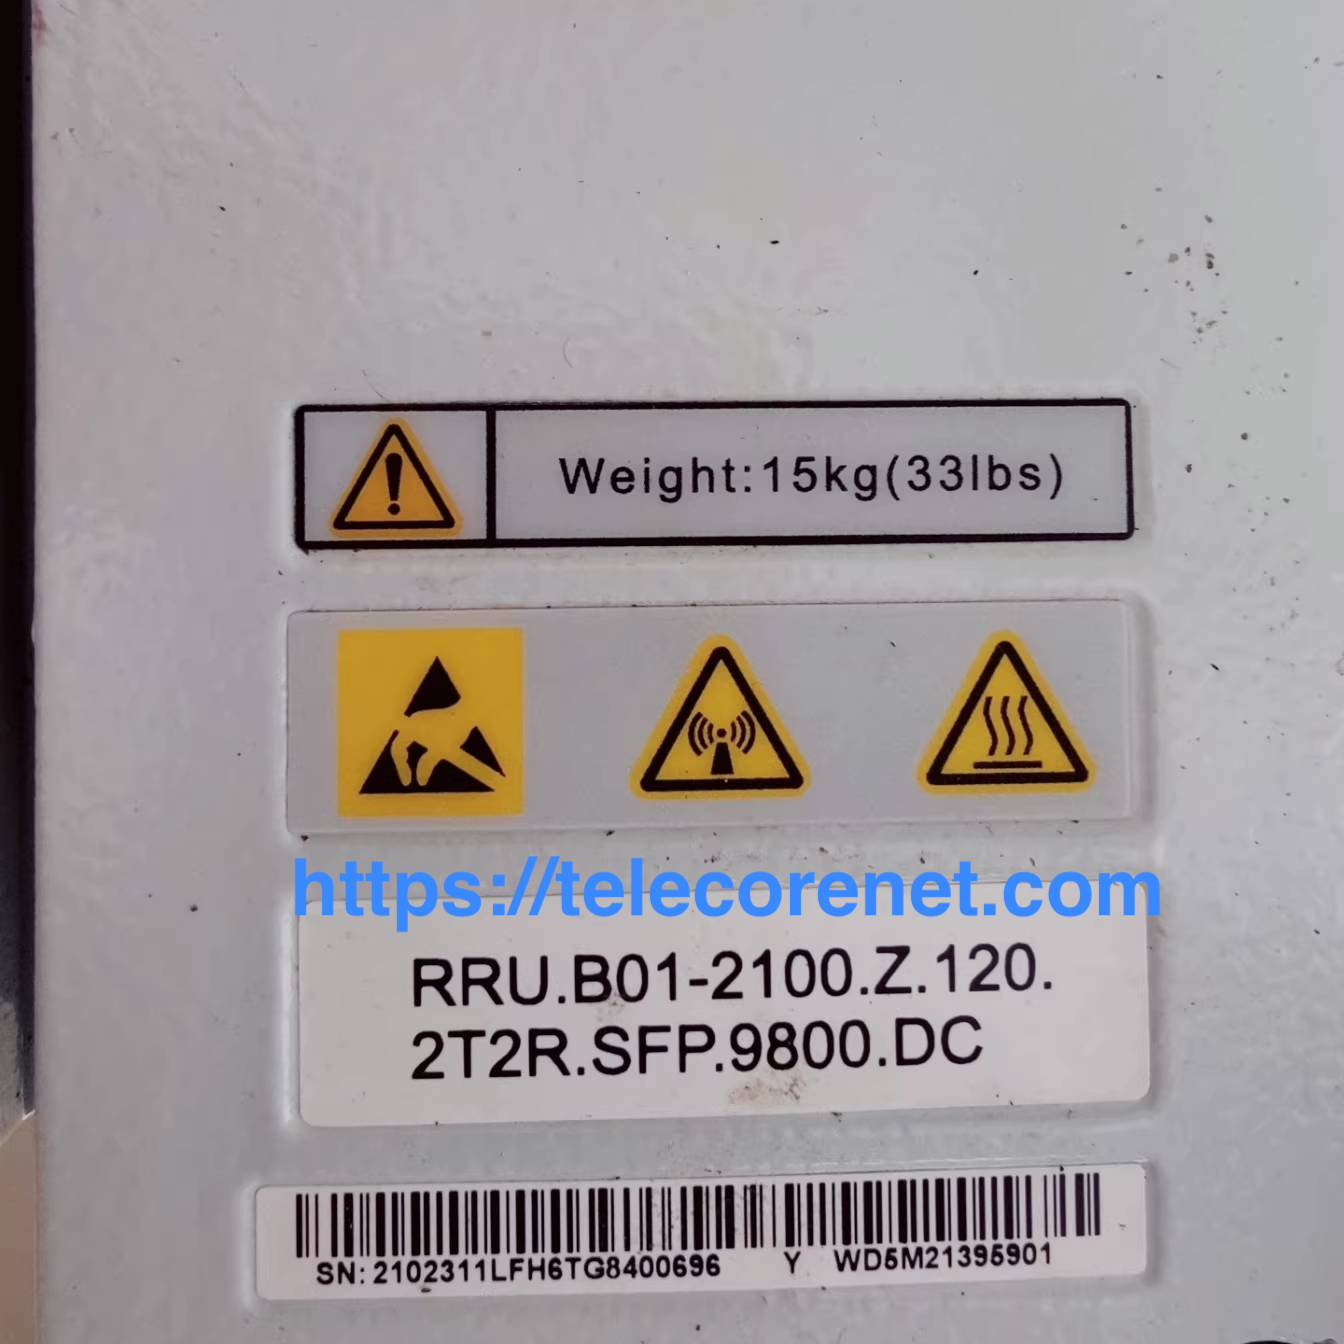 Weight:15kg(33lbs)
https://telecorenet.com
RRU.B01-2100.Z.120.
2T2R.SFP.9800.DC
SN: 2102311LFH6TG8400696 Y WD5M21395901